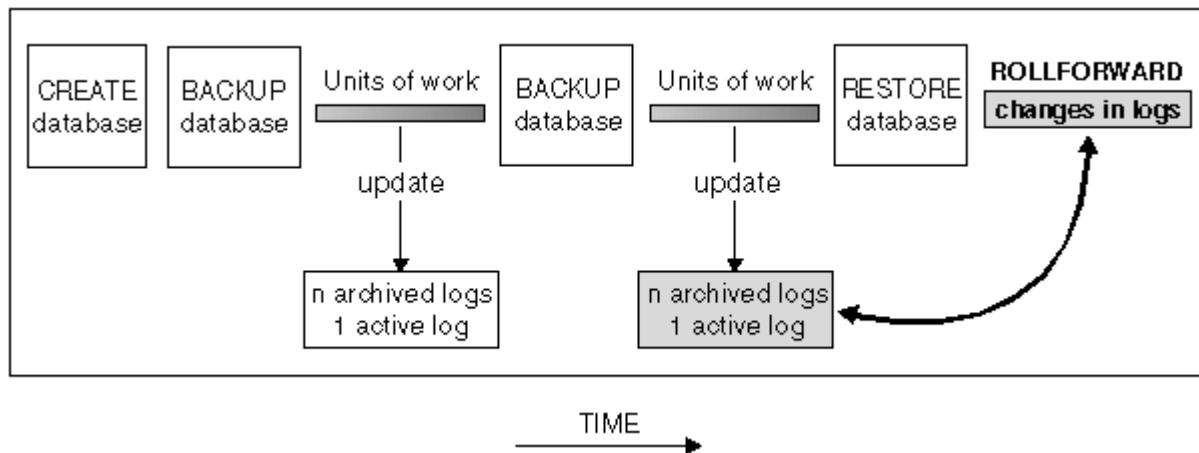 CREATE
database
BACKUP
database
Units of work
update
n archived logs
1 active log
BACKUP
database
Units of work
update
n archived logs
1 active log
RESTORE
database
ROLLFORWARD
changes in logs
TIME